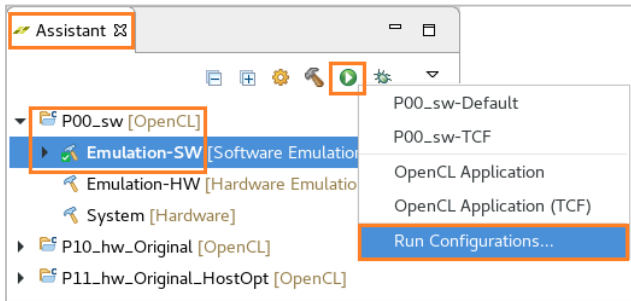 Assistant
P00_sw [OpenCL]
Emulation-SW [Software Emulation
Emulation-HW [Hardware Emulatio
System [Hardware]
P10_hw_Original [OpenCL]
P11_hw_Original_HostOpt [OpenCL]
P00_sw-Default
P00_sw-TCF
OpenCL Application
OpenCL Application (TCF)
Run Configurations...